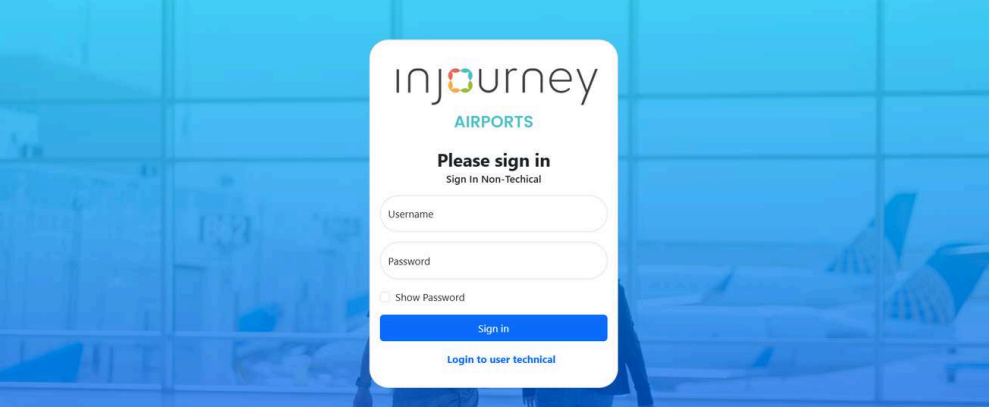 injourney
AIRPORTS
Please sign in
Sign In Non-Techical
Username
Password
Show Password
Sign in
Login to user technical